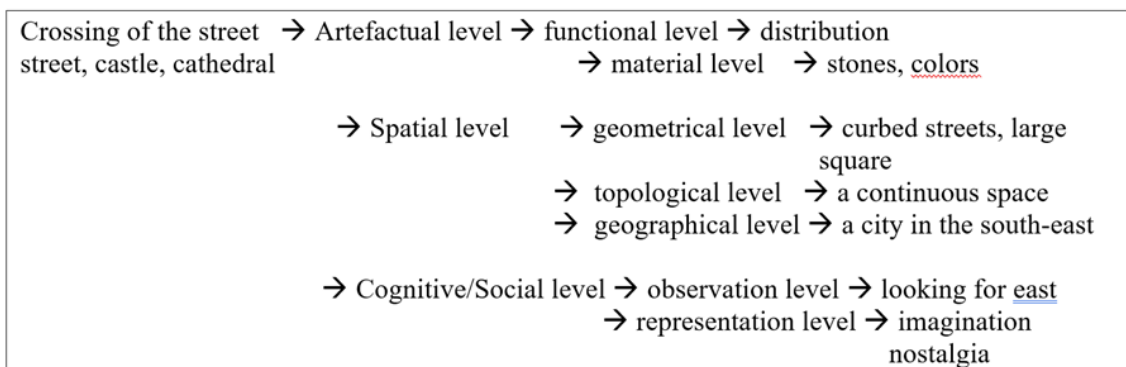 Crossing of the street → Artefactual level → functional level → distribution
street, castle, cathedral → material level → stones, colors
→ Spatial level → geometrical level → curbed streets, large
square
→ topological level → a continuous space
→ geographical level → a city in the south-east
→ Cognitive/Social level → observation level → looking for east
→ representation level → imagination
nostalgia